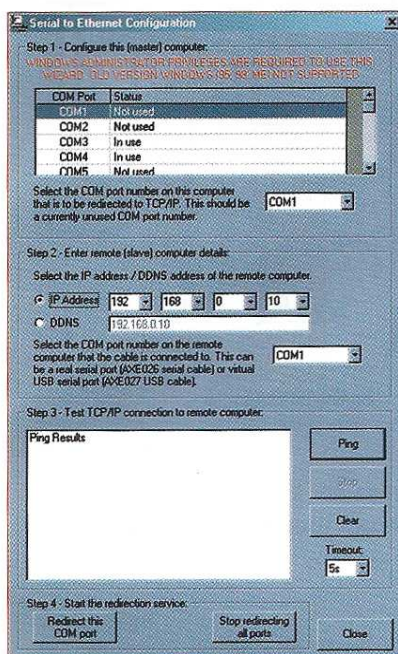 Serial to Ethernet Configuration
Step 1 - Configure this (master) computer:
WINDOWS ADMINISTRATOR PRIVILEGES ARE REQUIRED TO USE THIS
WIZARD. OLD VERSION WINDOWS (95, 98, ME) NOT SUPPORTED
COM Port Status
COM1 Not used
COM2 Not used
COM3 In use
COM4 In use
COM5 Not used
Select the COM port number on this computer
that is to be redirected to TCP/IP. This should be
a currently unused COM port number.
COM1
Step 2 - Enter remote (slave) computer details:
Select the IP address / DDNS address of the remote computer.
IP Address 192 168 0 10
DDNS 192.168.0.10
Select the COM port number on the remote
computer that the cable is connected to. This can
be a real serial port (AXE026 serial cable) or virtual
USB serial port (AXE027 USB cable).
COM1
Step 3 - Test TCP/IP connection to remote computer:
Ping Results
Ping
Stop
Clear
Timeout:
5s
Step 4 - Start the redirection service:
Redirect this
COM port
Stop redirecting
all ports
Close